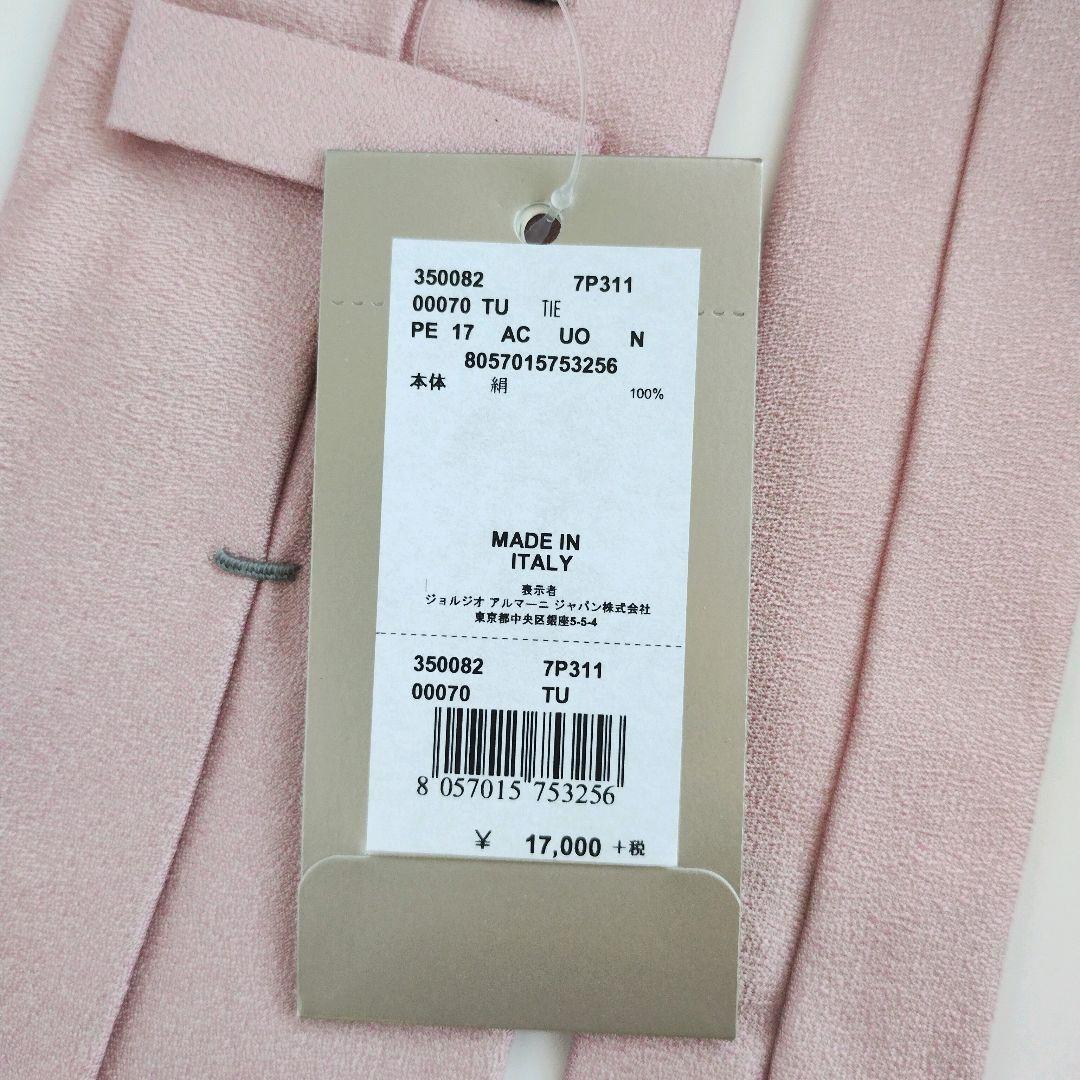 350082 7P311
00070 TU TIE
PE 17 AC UO N
8057015753256
本体 絹 100%
MADE IN
ITALY
表示者
ジョルジオ アルマーニ ジャパン株式会社
東京都中央区銀座5-5-4
350082 7P311
00070 TU
8 057015 753256
¥ 17,000 +税